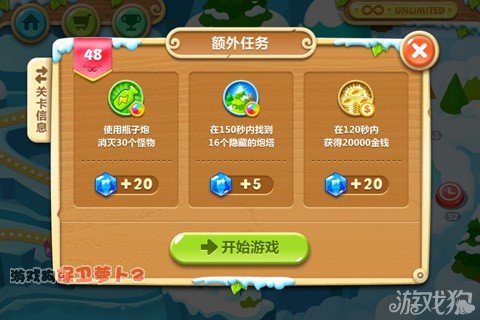 UNLIMITED
额外任务
48
关卡信息
使用瓶子炮
消灭30个怪物
+20
在150秒内找到
16个隐藏的炮塔
+5
在120秒内
获得20000金钱
+20
开始游戏
52
游戏狗保卫萝卜2
游戏狗